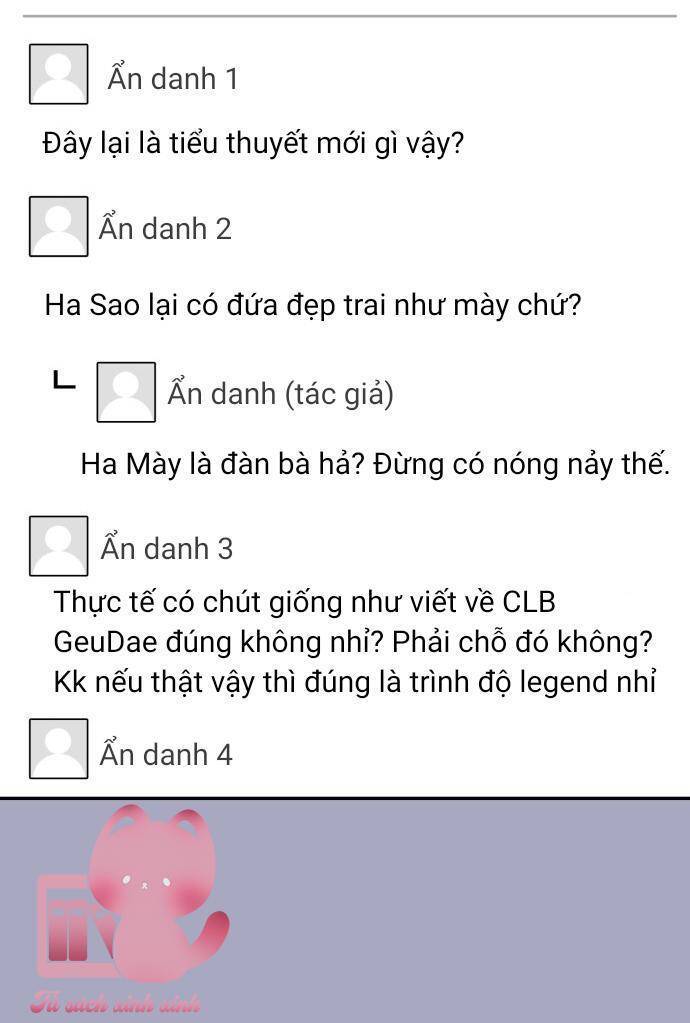 Ẩn danh 1
Đây lại là tiểu thuyết mới gì vậy?
Ẩn danh 2
Ha Sao lại có đứa đẹp trai như mày chứ?
Ẩn danh (tác giả)
Ha Mày là đàn bà hả? Đừng có nóng nảy thế.
Ẩn danh 3
Thực tế có chút giống như viết về CLB
GeuDae đúng không nhỉ? Phải chỗ đó không?
Kk nếu thật vậy thì đúng là trình độ legend nhỉ
Ẩn danh 4
Tủ sách xinh xinh